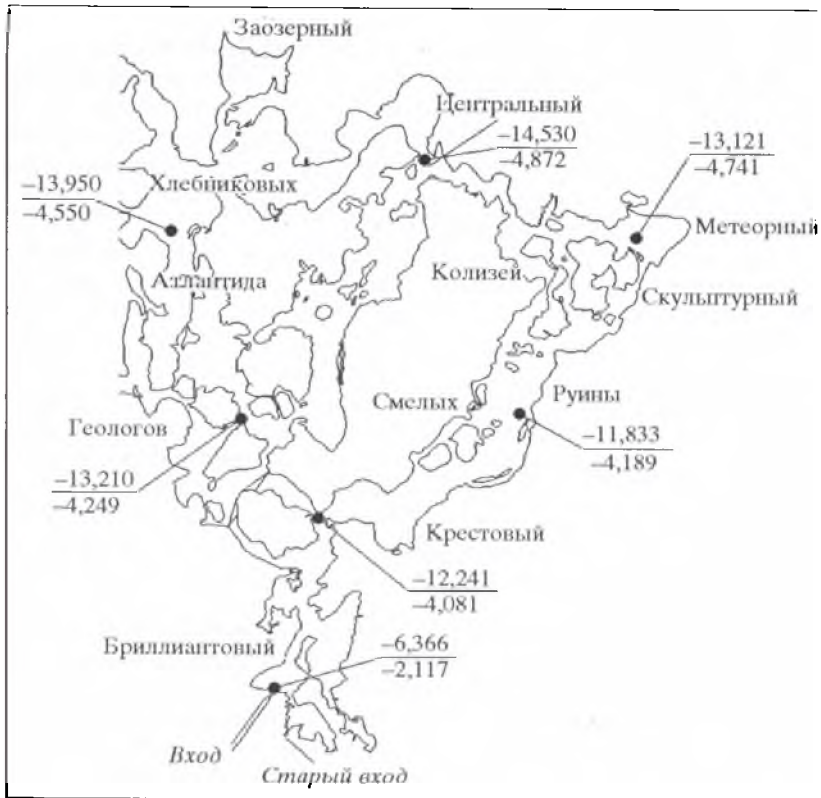 Заозерный
Центральный
–14,530
–4,872
–13,121
–4,741
Хлебниковых
–13,950
–4,550
Метеорный
Атлантида
Колизей
Скульптурный
Смелых
Руины
Геологов
–11,833
–4,189
–13,210
–4,249
Крестовый
–12,241
–4,081
Бриллиантовый
–6,366
–2,117
Вход
Старый вход